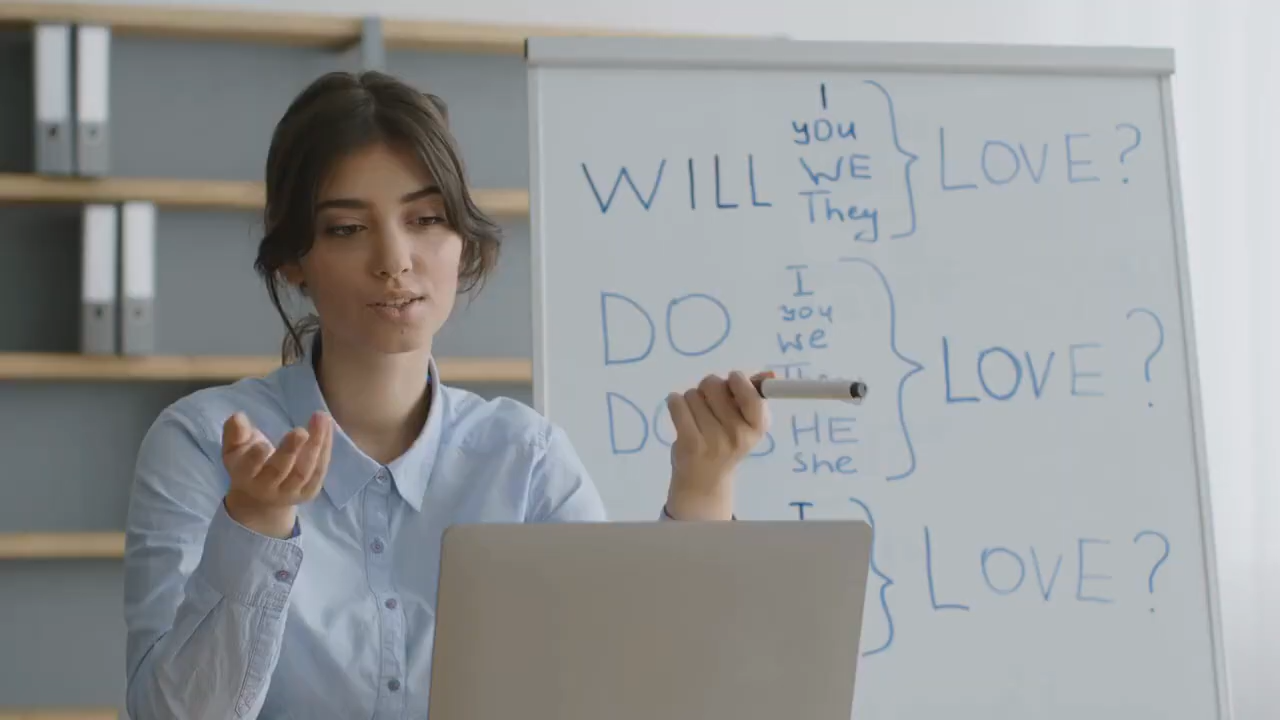 I
you
WILL WE } LOVE?
They
I
you
DO we
LOVE ?
HE
she
I
LOVE?